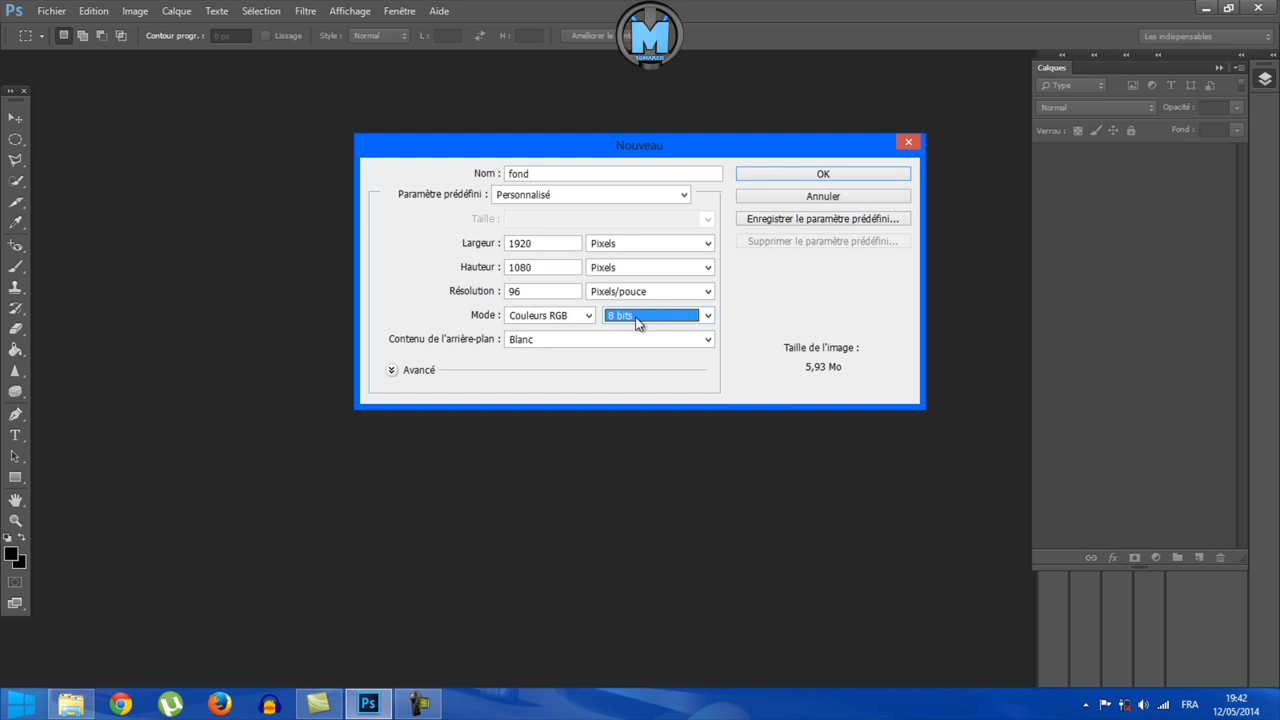 Ps Fichier Edition Image Calque Texte Sélection Filtre Affichage Fenêtre Aide
Contour progr. : 0 px Lissage Style : Normal L : H : Améliorer le Les indispensables
M
TGMAKER
Calques
Type
Normal Opacité :
Verrou : Fond :
Nouveau
Nom : fond OK
Paramètre prédéfini : Personnalisé Annuler
Taille : Enregistrer le paramètre prédéfini...
Largeur : 1920 Pixels Supprimer le paramètre prédéfini...
Hauteur : 1080 Pixels
Résolution : 96 Pixels/pouce
Mode : Couleurs RGB 8 bits
Contenu de l'arrière-plan : Blanc
Taille de l'image :
5,93 Mo
Avancé
T
fx
Ps
FRA
19:42
12/05/2014